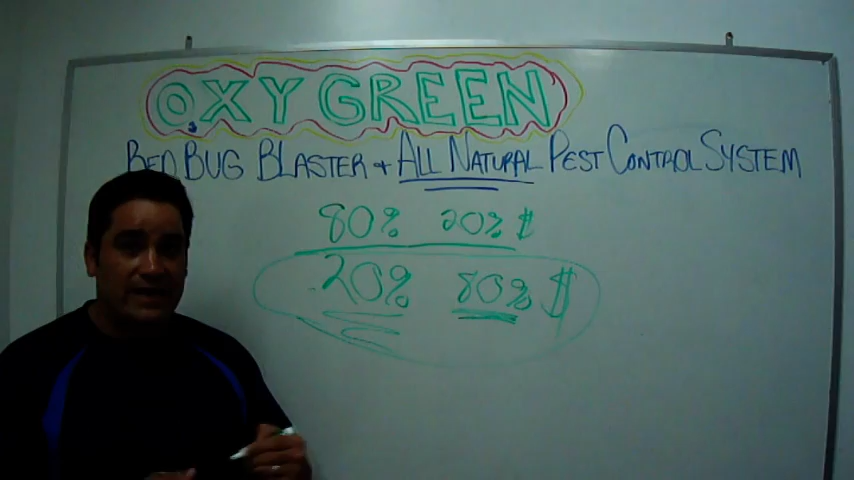 OXY GREEN
BED BUG BLASTER + ALL NATURAL PEST CONTROL SYSTEM
80% 20% $
20% 80% $